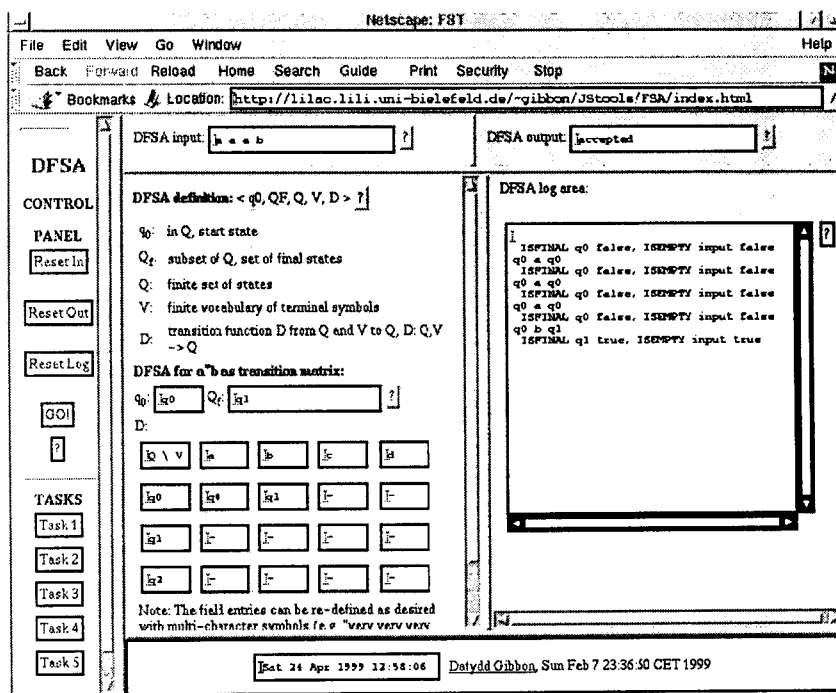 Netscape: FST
File Edit View Go Window Help
Back Forward Reload Home Search Guide Print Security Stop
Bookmarks Location: http://lilac.lili.uni-bielefeld.de/~gibbon/JStools/FSA/index.html
DFSA
CONTROL
PANEL
Reset In
Reset Out
Reset Log
GO!
?
TASKS
Task 1
Task 2
Task 3
Task 4
Task 5
DFSA input: a a a b ?
DFSA output: accepted ?
DFSA definition: < q0, QF, Q, V, D > ?
q0: in Q, start state
Qf: subset of Q, set of final states
Q: finite set of states
V: finite vocabulary of terminal symbols
D: transition function D from Q and V to Q, D: Q,V
-> Q
DFSA for a*b as transition matrix:
q0: q0 Qf: q1 ?
D:
Q \ V a b c d
q0 q0 q1 - -
q1 - - - -
q2 - - - -
Note: The field entries can be re-defined as desired
with multi-character symbols (e.g. "very very very
DFSA log area:
?
ISFINAL q0 false, ISEMPTY input false
q0 a q0
ISFINAL q0 false, ISEMPTY input false
q0 a q0
ISFINAL q0 false, ISEMPTY input false
q0 a q0
ISFINAL q0 false, ISEMPTY input false
q0 b q1
ISFINAL q1 true, ISEMPTY input true
Sat 24 Apr 1999 12:58:06 Dafydd Gibbon, Sun Feb 7 23:36:50 CET 1999